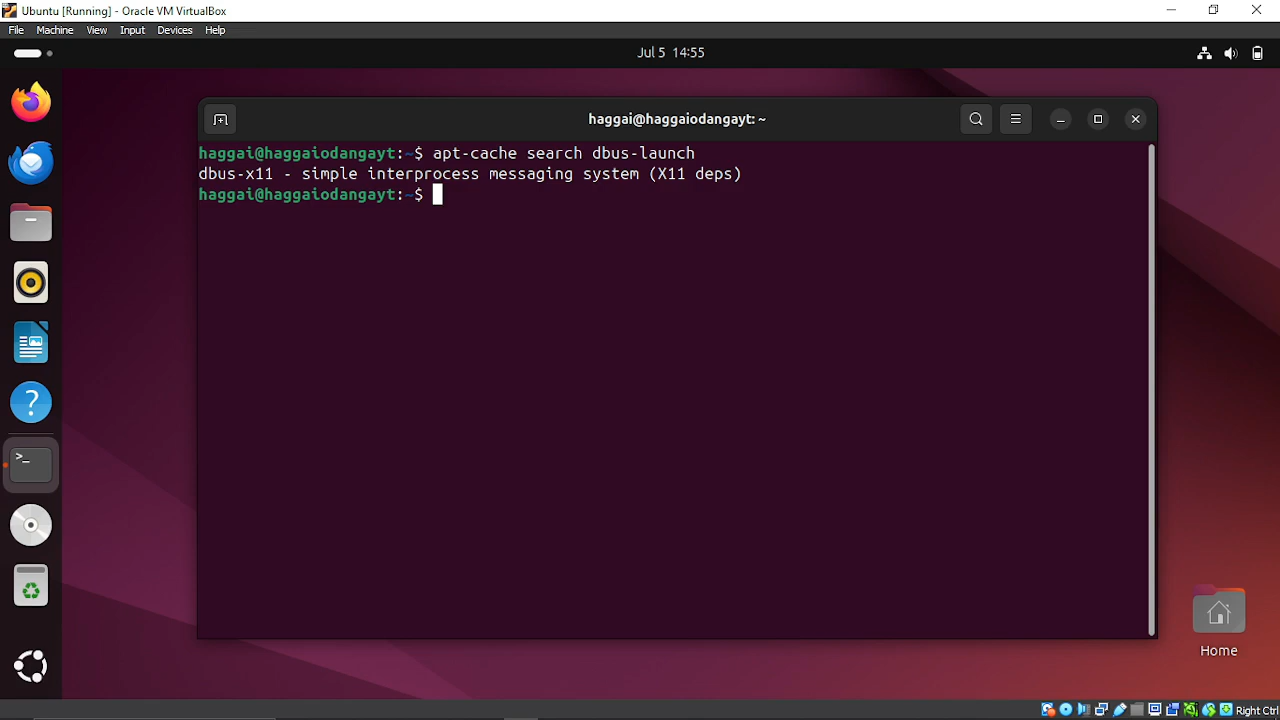 Ubuntu [Running] - Oracle VM VirtualBox
File Machine View Input Devices Help
Jul 5 14:55
haggai@haggaiodangayt: ~
haggai@haggaiodangayt:~$ apt-cache search dbus-launch
dbus-x11 - simple interprocess messaging system (X11 deps)
haggai@haggaiodangayt:~$
>_
?
Home
Right Ctrl